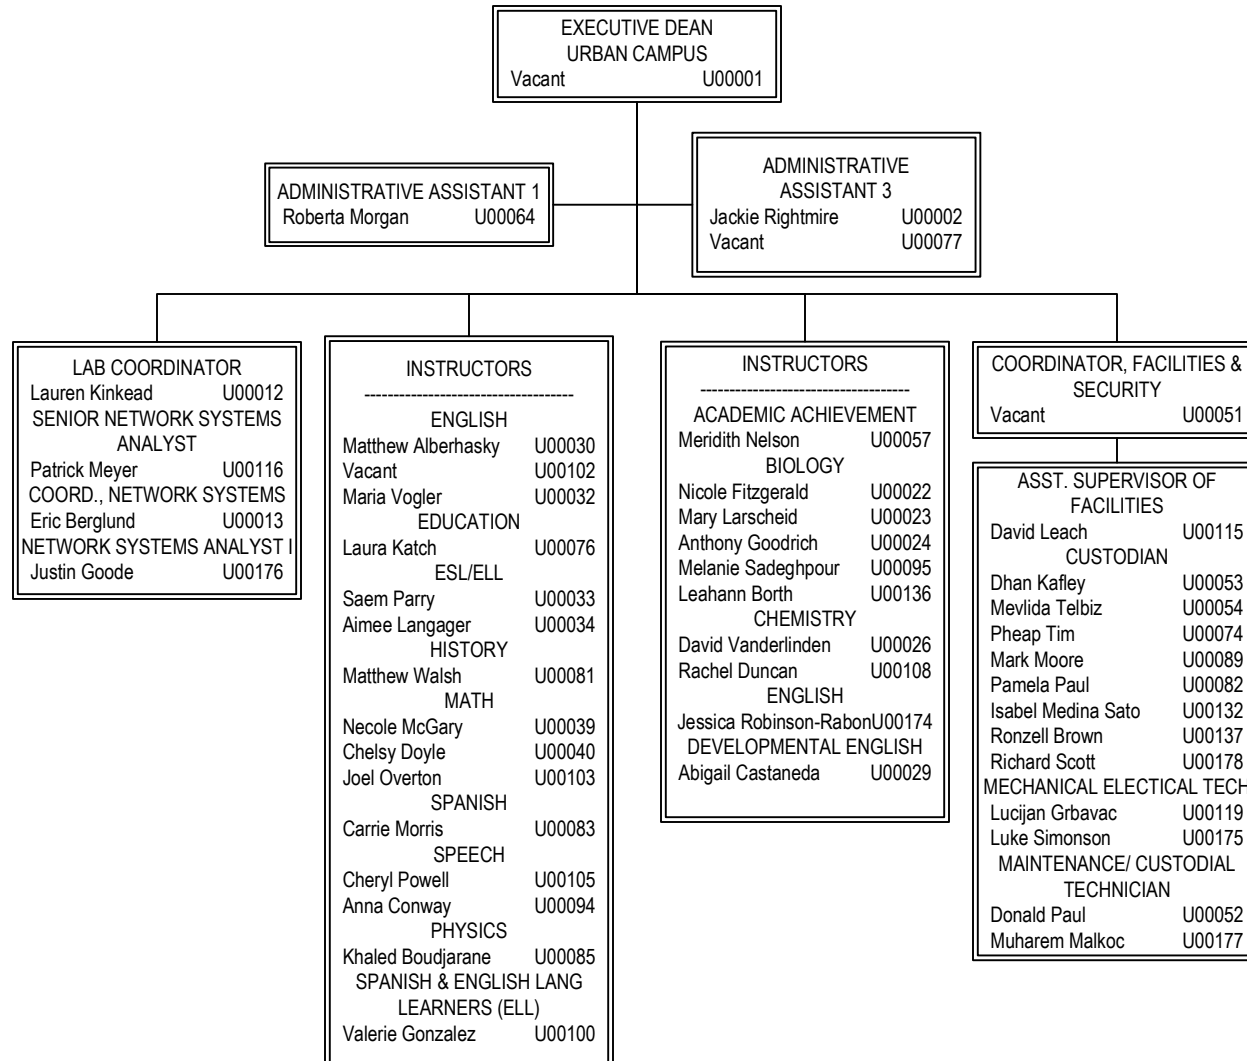 EXECUTIVE DEAN
URBAN CAMPUS
Vacant U00001
ADMINISTRATIVE ASSISTANT 1
Roberta Morgan U00064
ADMINISTRATIVE
ASSISTANT 3
Jackie Rightmire U00002
Vacant U00077
LAB COORDINATOR
Lauren Kinkead U00012
SENIOR NETWORK SYSTEMS
ANALYST
Patrick Meyer U00116
COORD., NETWORK SYSTEMS
Eric Berglund U00013
NETWORK SYSTEMS ANALYST I
Justin Goode U00176
INSTRUCTORS
------------------------------------
ENGLISH
Matthew Alberhasky U00030
Vacant U00102
Maria Vogler U00032
EDUCATION
Laura Katch U00076
ESL/ELL
Saem Parry U00033
Aimee Langager U00034
HISTORY
Matthew Walsh U00081
MATH
Necole McGary U00039
Chelsy Doyle U00040
Joel Overton U00103
SPANISH
Carrie Morris U00083
SPEECH
Cheryl Powell U00105
Anna Conway U00094
PHYSICS
Khaled Boudjarane U00085
SPANISH & ENGLISH LANG
LEARNERS (ELL)
Valerie Gonzalez U00100
INSTRUCTORS
------------------------------------
ACADEMIC ACHIEVEMENT
Meridith Nelson U00057
BIOLOGY
Nicole Fitzgerald U00022
Mary Larscheid U00023
Anthony Goodrich U00024
Melanie Sadeghpour U00095
Leahann Borth U00136
CHEMISTRY
David Vanderlinden U00026
Rachel Duncan U00108
ENGLISH
Jessica Robinson-RabonU00174
DEVELOPMENTAL ENGLISH
Abigail Castaneda U00029
COORDINATOR, FACILITIES &
SECURITY
Vacant U00051
ASST. SUPERVISOR OF
FACILITIES
David Leach U00115
CUSTODIAN
Dhan Kafley U00053
Mevlida Telbiz U00054
Pheap Tim U00074
Mark Moore U00089
Pamela Paul U00082
Isabel Medina Sato U00132
Ronzell Brown U00137
Richard Scott U00178
MECHANICAL ELECTICAL TECH
Lucijan Grbavac U00119
Luke Simonson U00175
MAINTENANCE/ CUSTODIAL
TECHNICIAN
Donald Paul U00052
Muharem Malkoc U00177